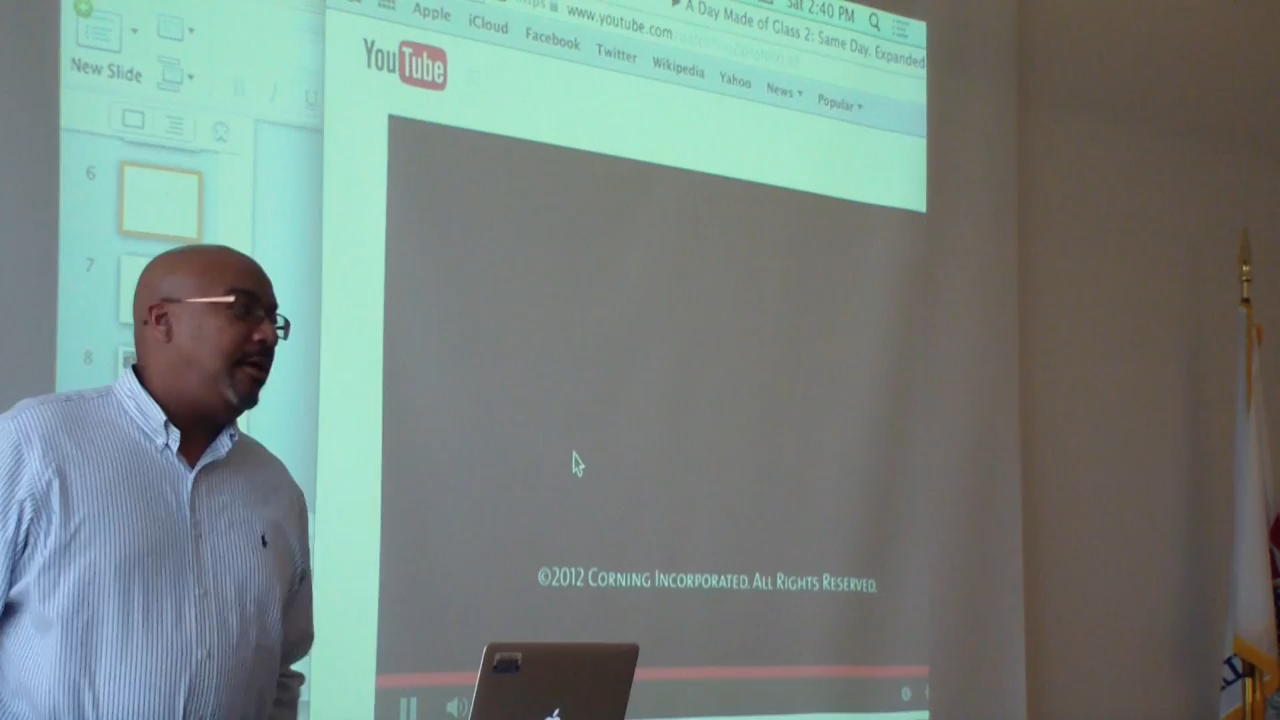 Sat 2:40 PM
A Day Made of Glass 2: Same Day. Expanded
www.youtube.com
Apple
iCloud
Facebook
Twitter
Wikipedia
Yahoo
News
Popular
YouTube
New Slide
6
7
8
©2012 CORNING INCORPORATED. ALL RIGHTS RESERVED.